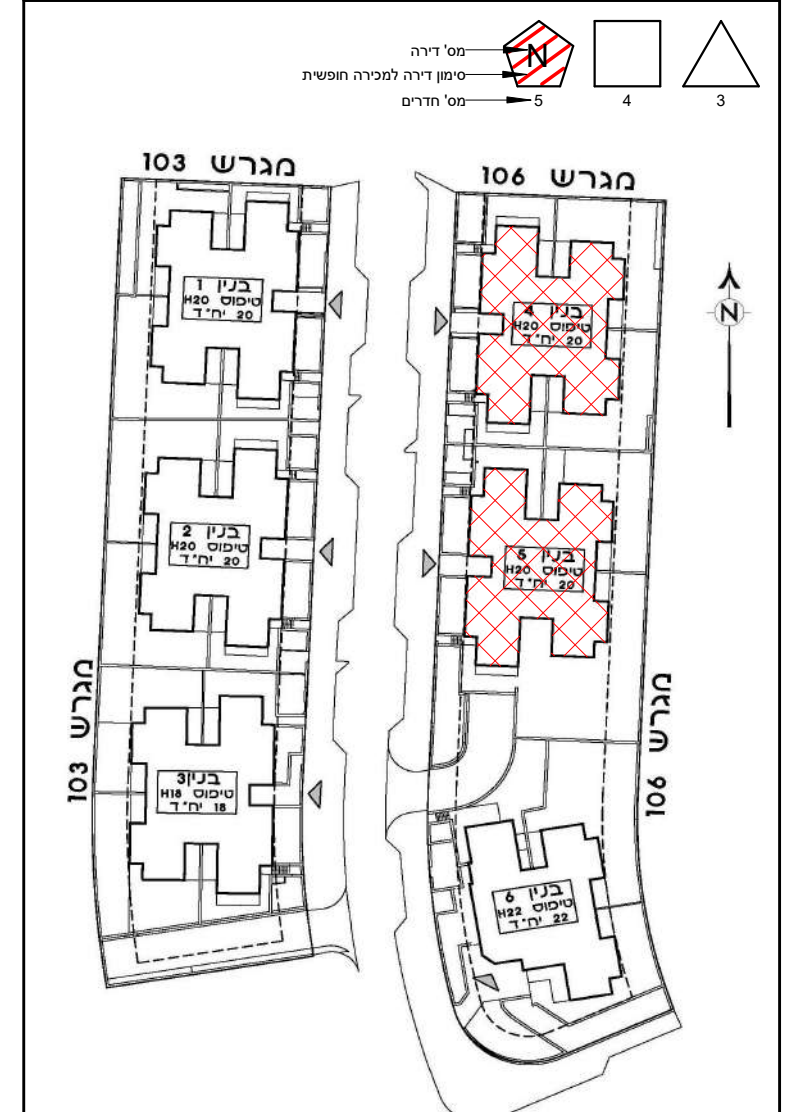 מס' דירה
סימון דירה למכירה חופשית
מס' חדרים
N
5
4
3
מגרש 103
מגרש 106
בנין 1
טיפוס H20
20 יח"ד
בנין 4
טיפוס H20
20 יח"ד
N
בנין 2
טיפוס H20
20 יח"ד
בנין 5
טיפוס H20
20 יח"ד
מגרש 103
מגרש 106
בנין 3
טיפוס H18
18 יח"ד
בנין 6
טיפוס H22
22 יח"ד